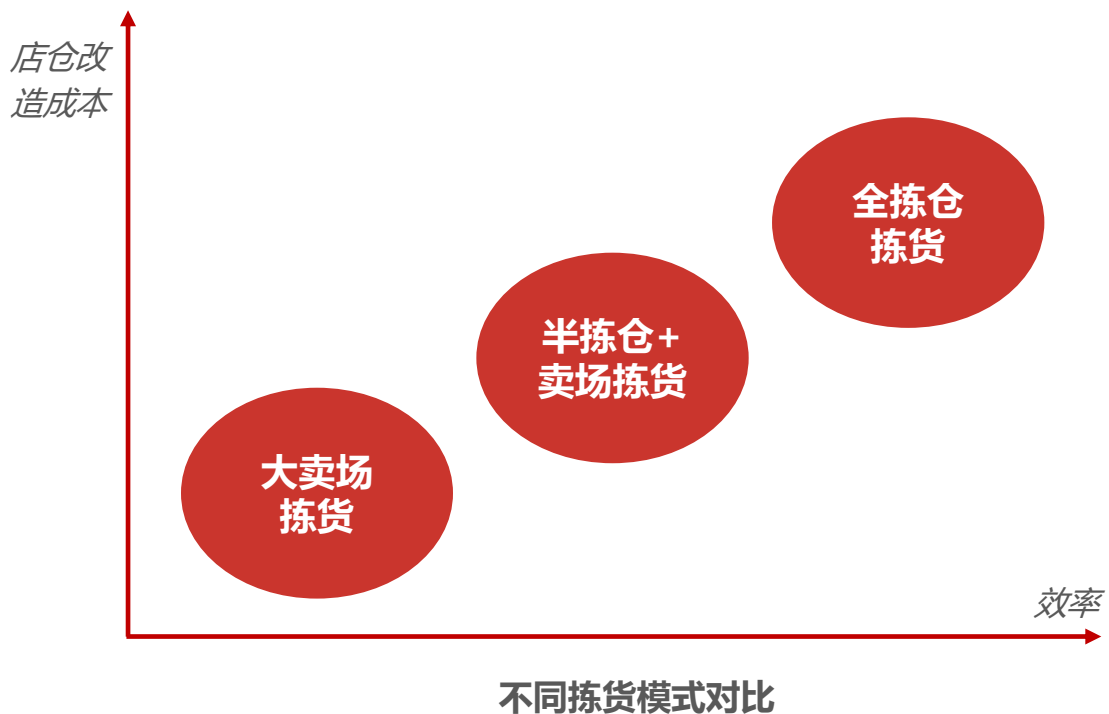 店仓改
造成本
全拣仓
拣货
半拣仓+
卖场拣货
大卖场
拣货
效率
不同拣货模式对比